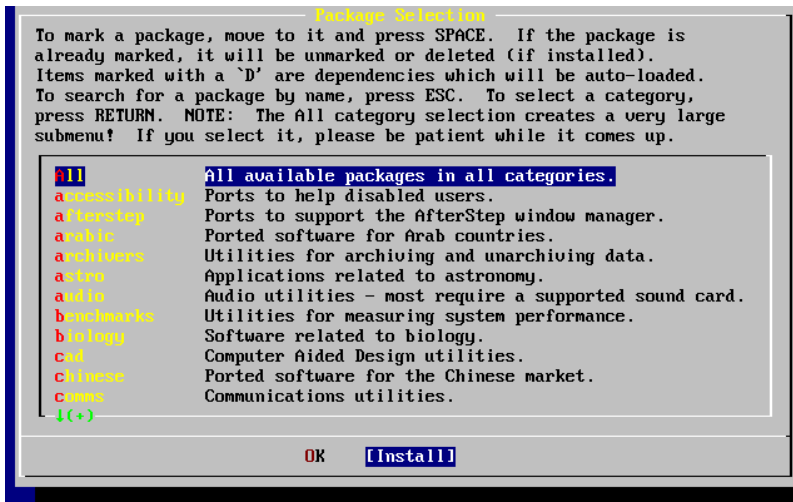 Package Selection
To mark a package, move to it and press SPACE.  If the package is
already marked, it will be unmarked or deleted (if installed).
Items marked with a `D' are dependencies which will be auto-loaded.
To search for a package by name, press ESC.  To select a category,
press RETURN.  NOTE:  The All category selection creates a very large
submenu!  If you select it, please be patient while it comes up.
All All available packages in all categories.
accessibility Ports to help disabled users.
afterstep Ports to support the AfterStep window manager.
arabic Ported software for Arab countries.
archivers Utilities for archiving and unarchiving data.
astro Applications related to astronomy.
audio Audio utilities - most require a supported sound card.
benchmarks Utilities for measuring system performance.
biology Software related to biology.
cad Computer Aided Design utilities.
chinese Ported software for the Chinese market.
comms Communications utilities.
↓(+)
OK [Install]